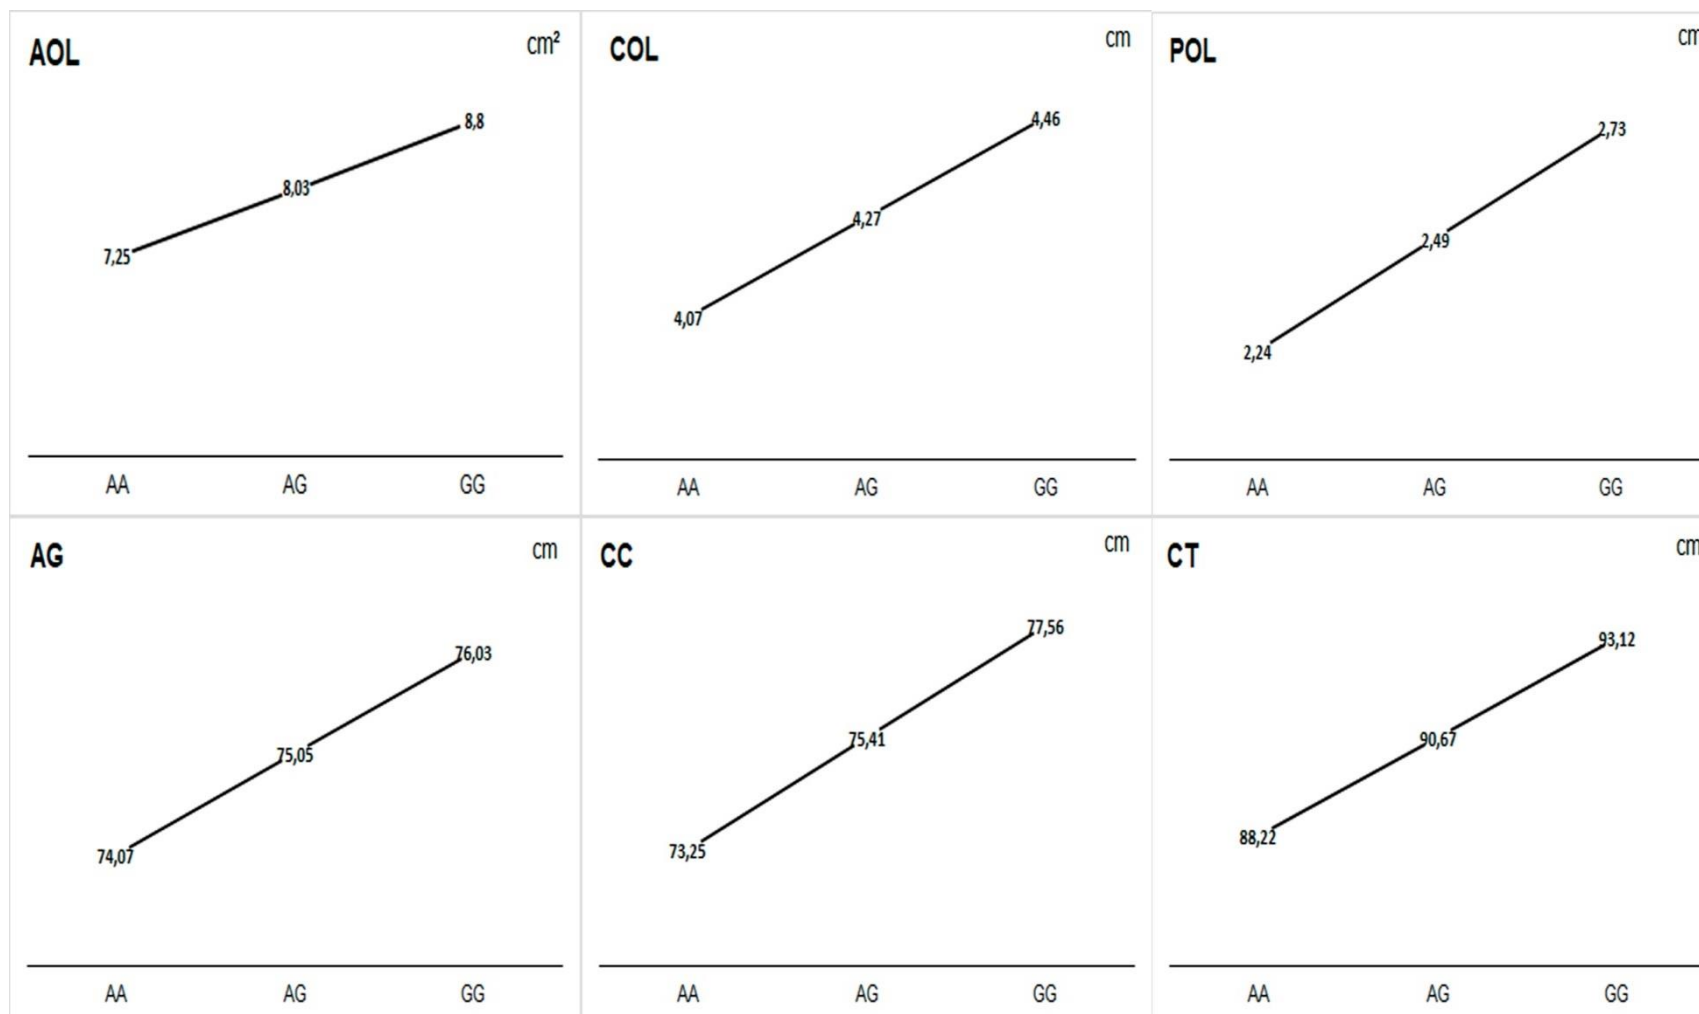 AOL
cm²
8,8
8,03
7,25
AA AG GG
COL
cm
4,46
4,27
4,07
AA AG GG
POL
cm
2,73
2,49
2,24
AA AG GG
AG
cm
76,03
75,05
74,07
AA AG GG
CC
cm
77,56
75,41
73,25
AA AG GG
CT
cm
93,12
90,67
88,22
AA AG GG